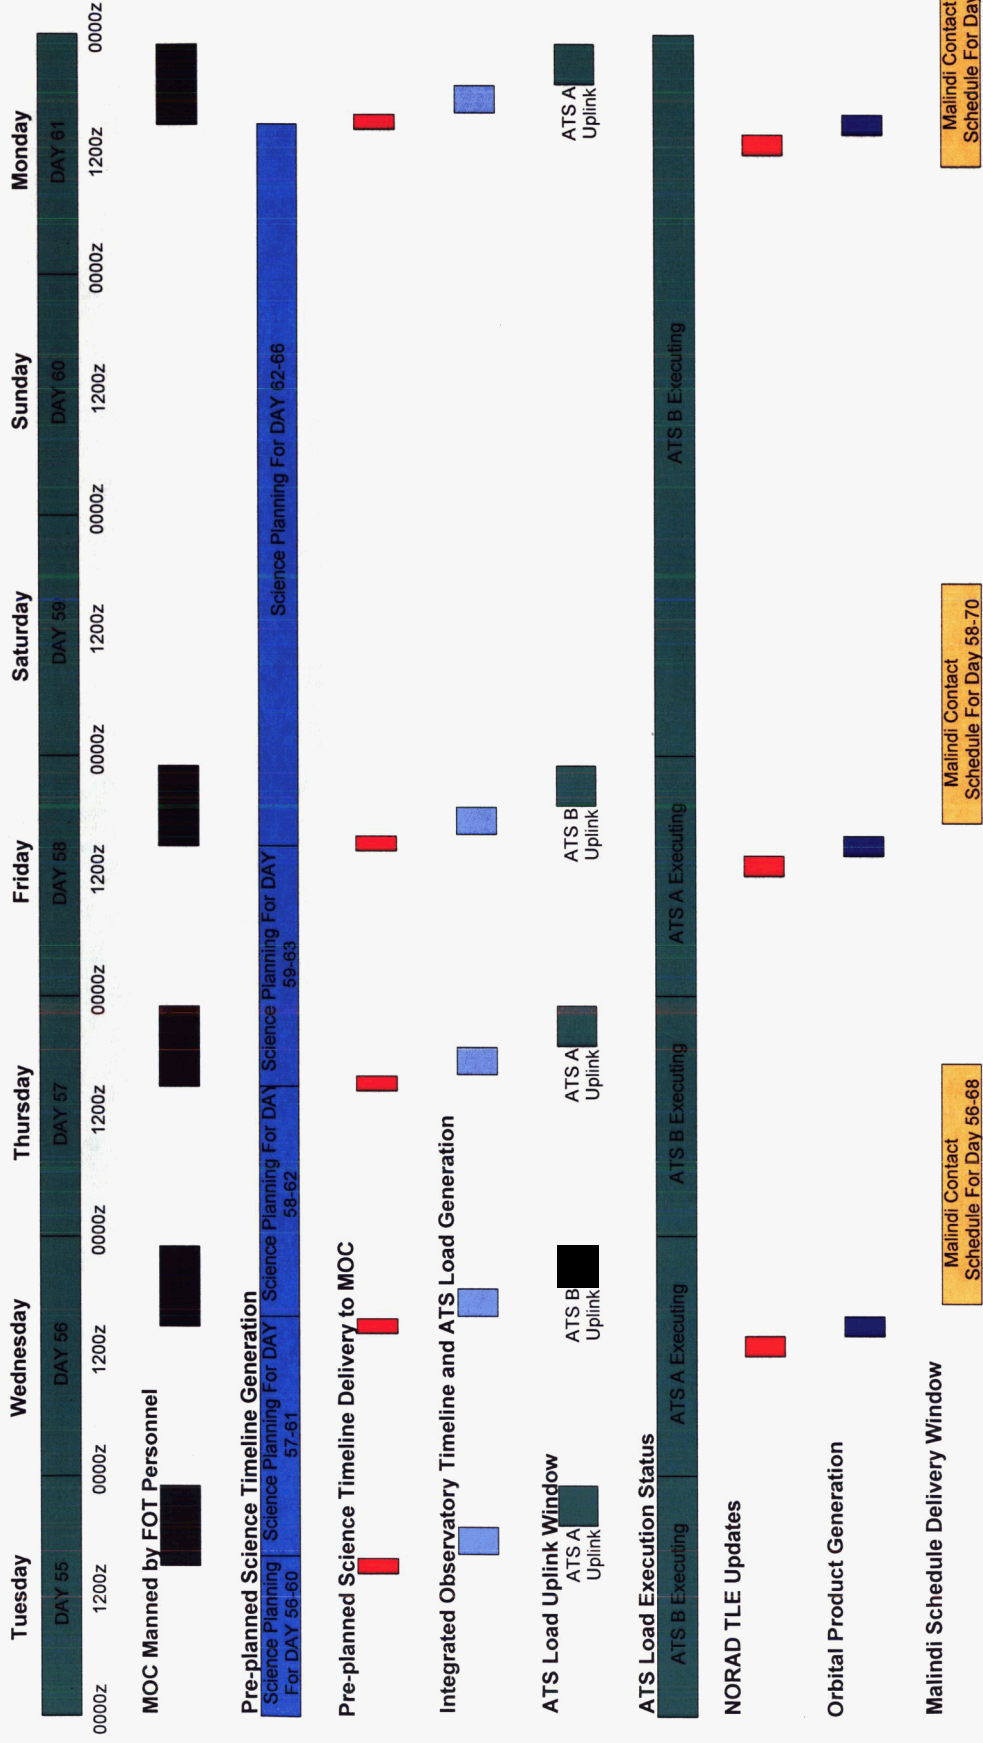 Tuesday Wednesday Thursday Friday Saturday Sunday Monday
DAY 55 DAY 56 DAY 57 DAY 58 DAY 59 DAY 60 DAY 61
0000Z 1200Z 0000Z 1200Z 0000Z 1200Z 0000Z 1200Z 0000Z 1200Z 0000Z 1200Z 0000Z 1200Z 0000Z
MOC Manned by FOT Personnel
Pre-planned Science Timeline Generation
Science Planning
For DAY 56-60
Science Planning For DAY
57-61
Science Planning For DAY
58-62
Science Planning For DAY
59-63
Science Planning For DAY 62-66
Pre-planned Science Timeline Delivery to MOC
Integrated Observatory Timeline and ATS Load Generation
ATS Load Uplink Window
ATS A
Uplink
ATS B
Uplink
ATS A
Uplink
ATS B
Uplink
ATS A
Uplink
ATS Load Execution Status
ATS B Executing ATS A Executing ATS B Executing ATS A Executing ATS B Executing
NORAD TLE Updates
Orbital Product Generation
Malindi Schedule Delivery Window
Malindi Contact
Schedule For Day 56-68
Malindi Contact
Schedule For Day 58-70
Malindi Contact
Schedule For Day